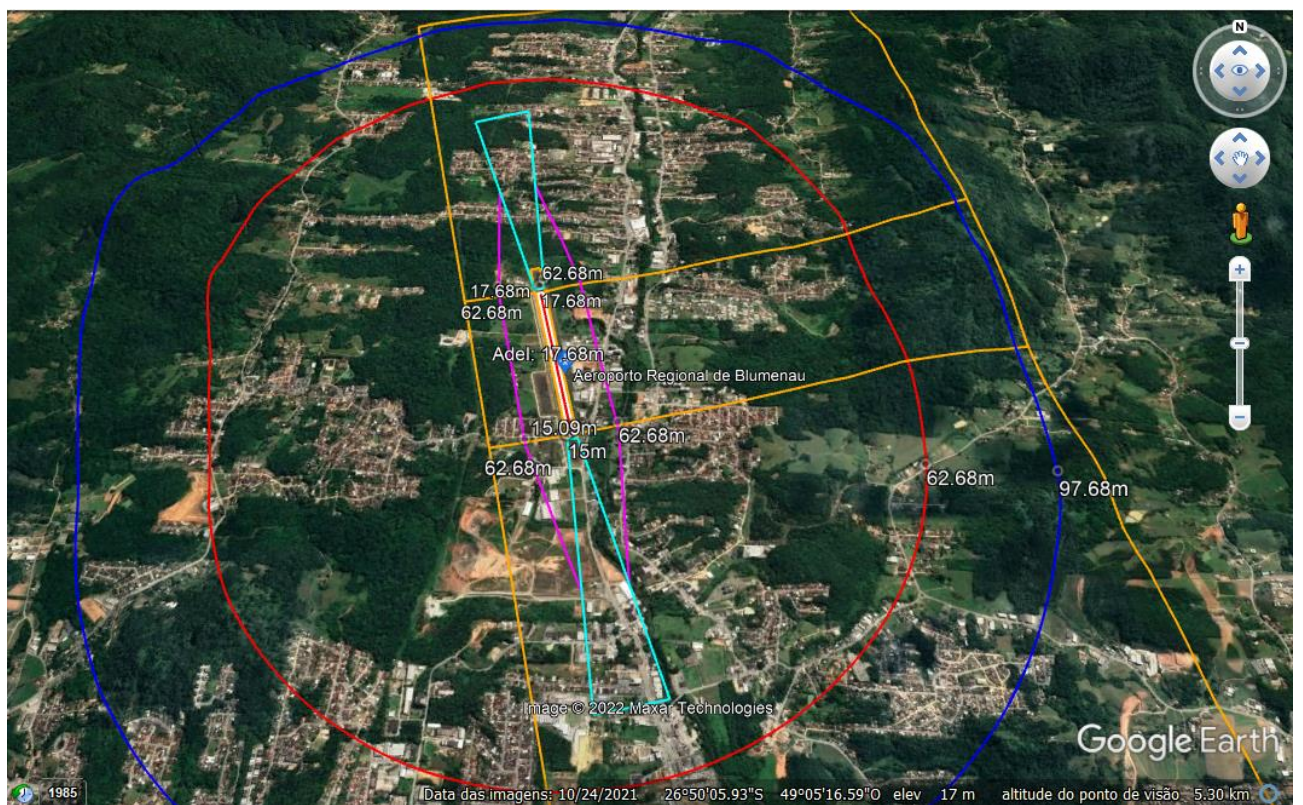 N
62.68m
17.68m
17.68m
62.68m
Adel: 17.68m
Aeroporto Regional de Blumenau
15.09m
62.68m
15m
62.68m
62.68m
97.68m
Image © 2022 Maxar Technologies
Google Earth
1985
Data das imagens: 10/24/2021 26°50'05.93"S 49°05'16.59"O elev 17 m altitude do ponto de visão 5.30 km